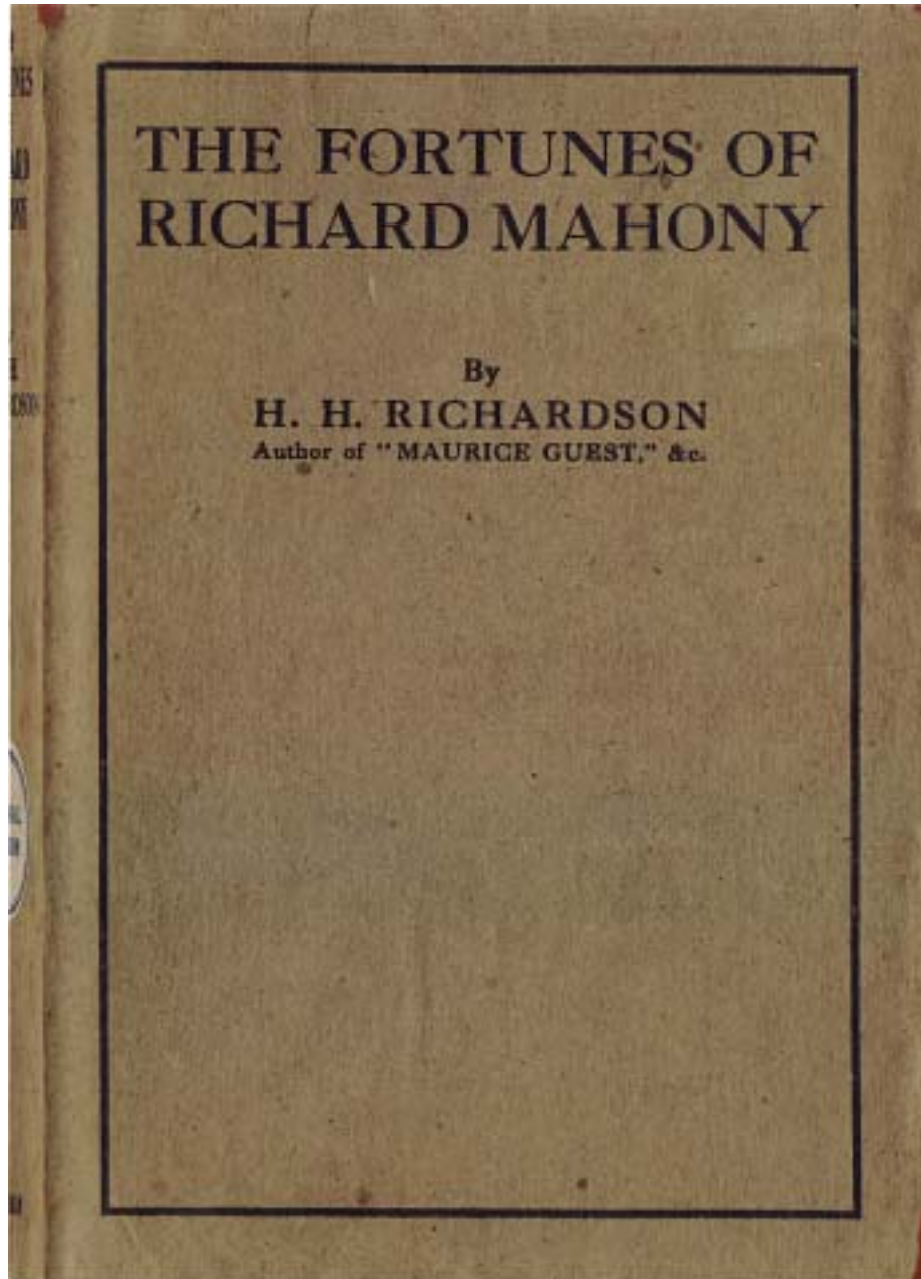 THE FORTUNES OF
RICHARD MAHONY
By
H. H. RICHARDSON
Author of "MAURICE GUEST," &c.